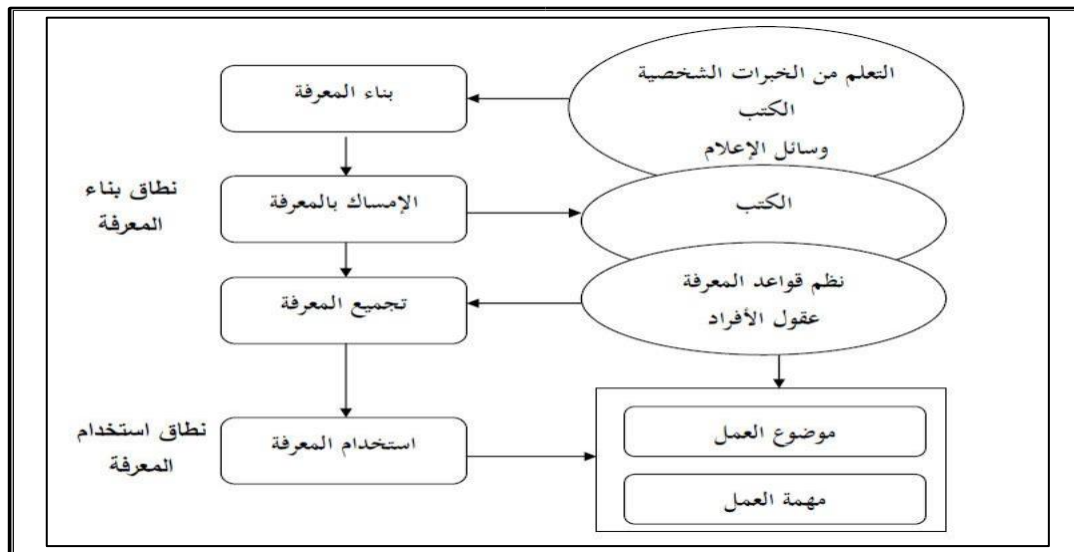 التعلم من الخبرات الشخصية
الكتب
وسائل الإعلام
بناء المعرفة
نطاق بناء
المعرفة
الإمساك بالمعرفة
الكتب
تجميع المعرفة
نظم قواعد المعرفة
عقول الأفراد
نطاق استخدام
المعرفة
استخدام المعرفة
موضوع العمل
مهمة العمل